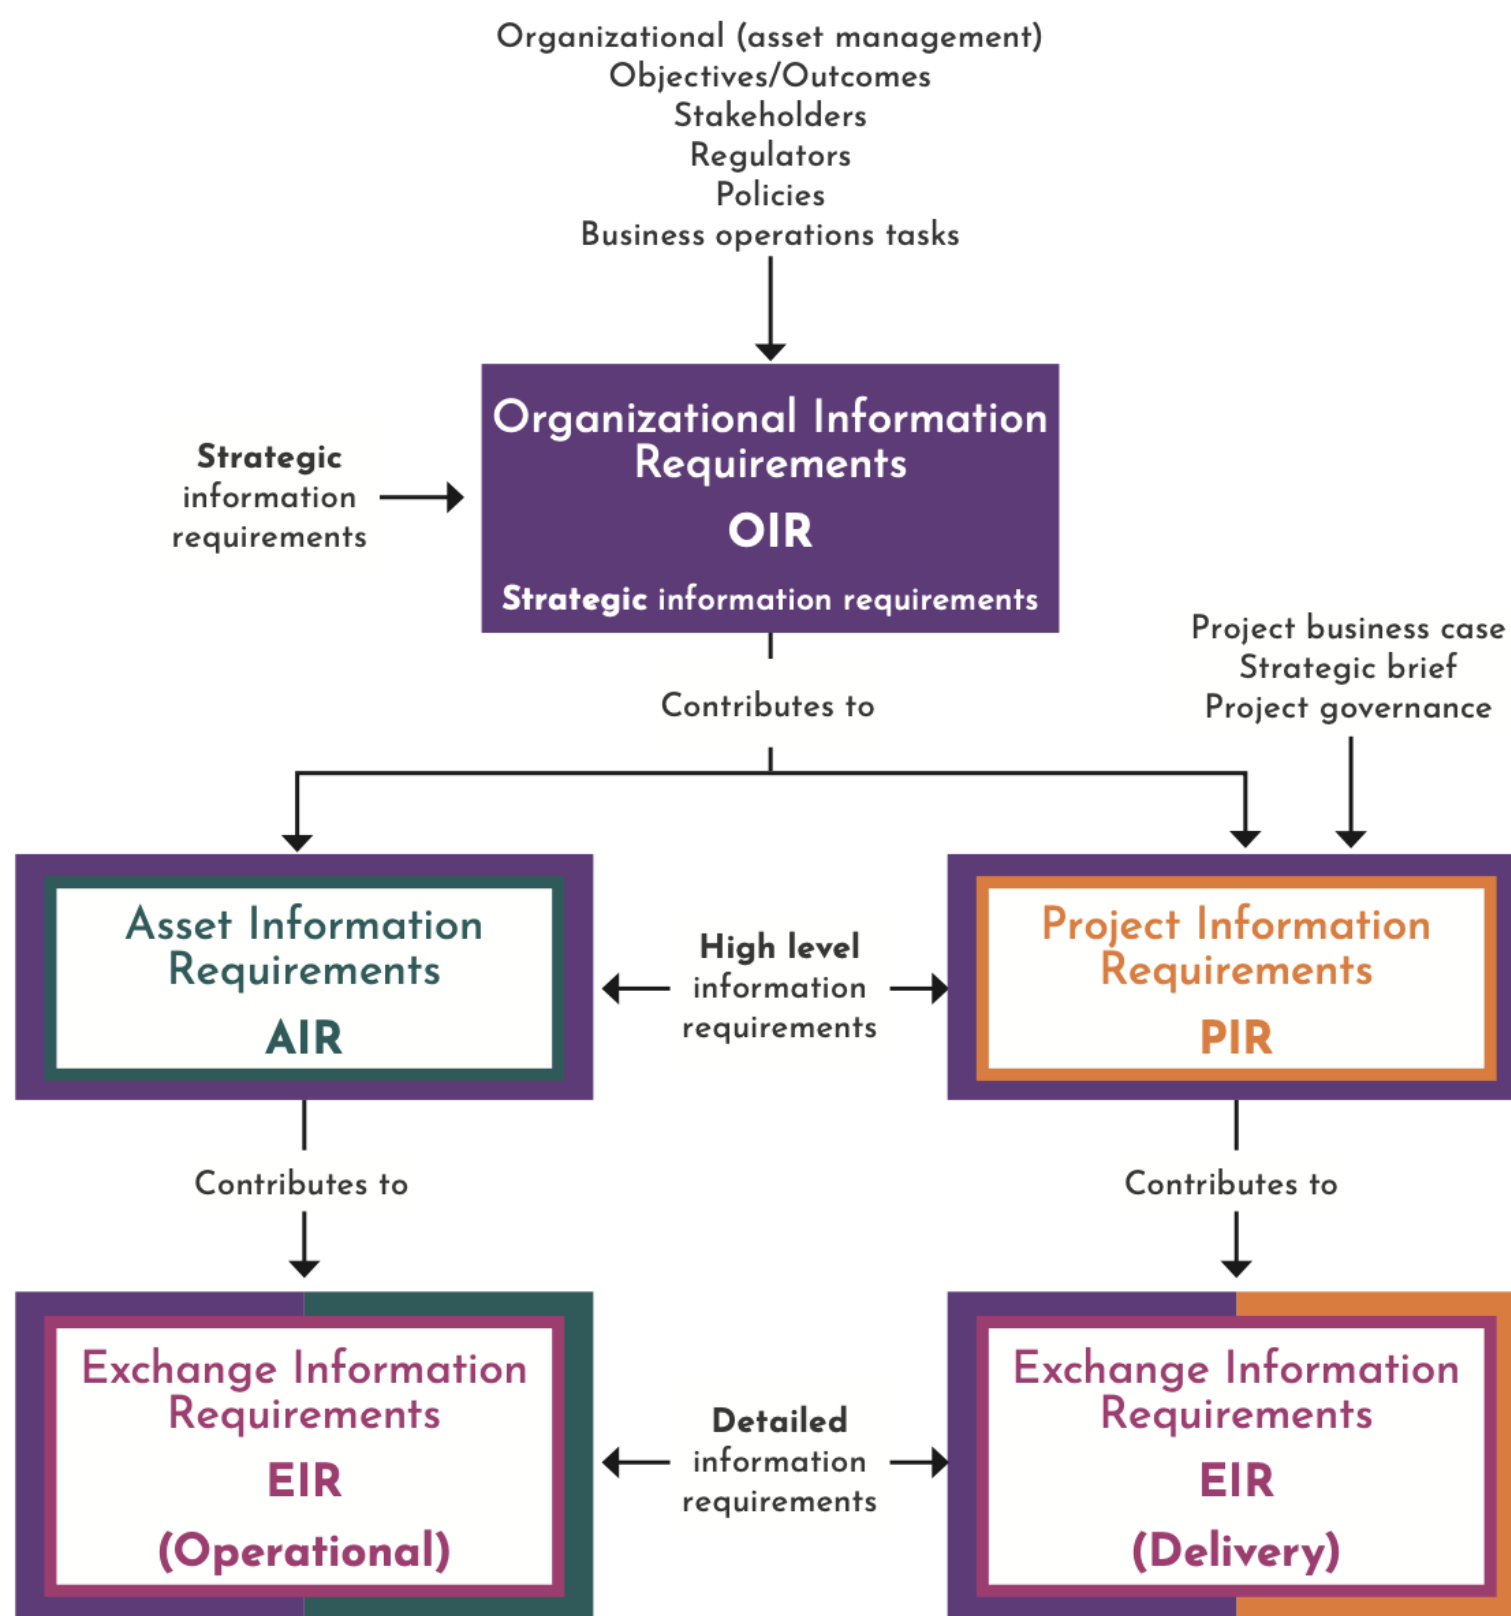 Organizational (asset management)
Objectives/Outcomes
Stakeholders
Regulators
Policies
Business operations tasks
Organizational Information
Requirements
OIR
Strategic information requirements
Strategic
information
requirements
Contributes to
Project business case
Strategic brief
Project governance
Asset Information
Requirements
AIR
High level
information
requirements
Project Information
Requirements
PIR
Contributes to
Contributes to
Exchange Information
Requirements
EIR
(Operational)
Detailed
information
requirements
Exchange Information
Requirements
EIR
(Delivery)